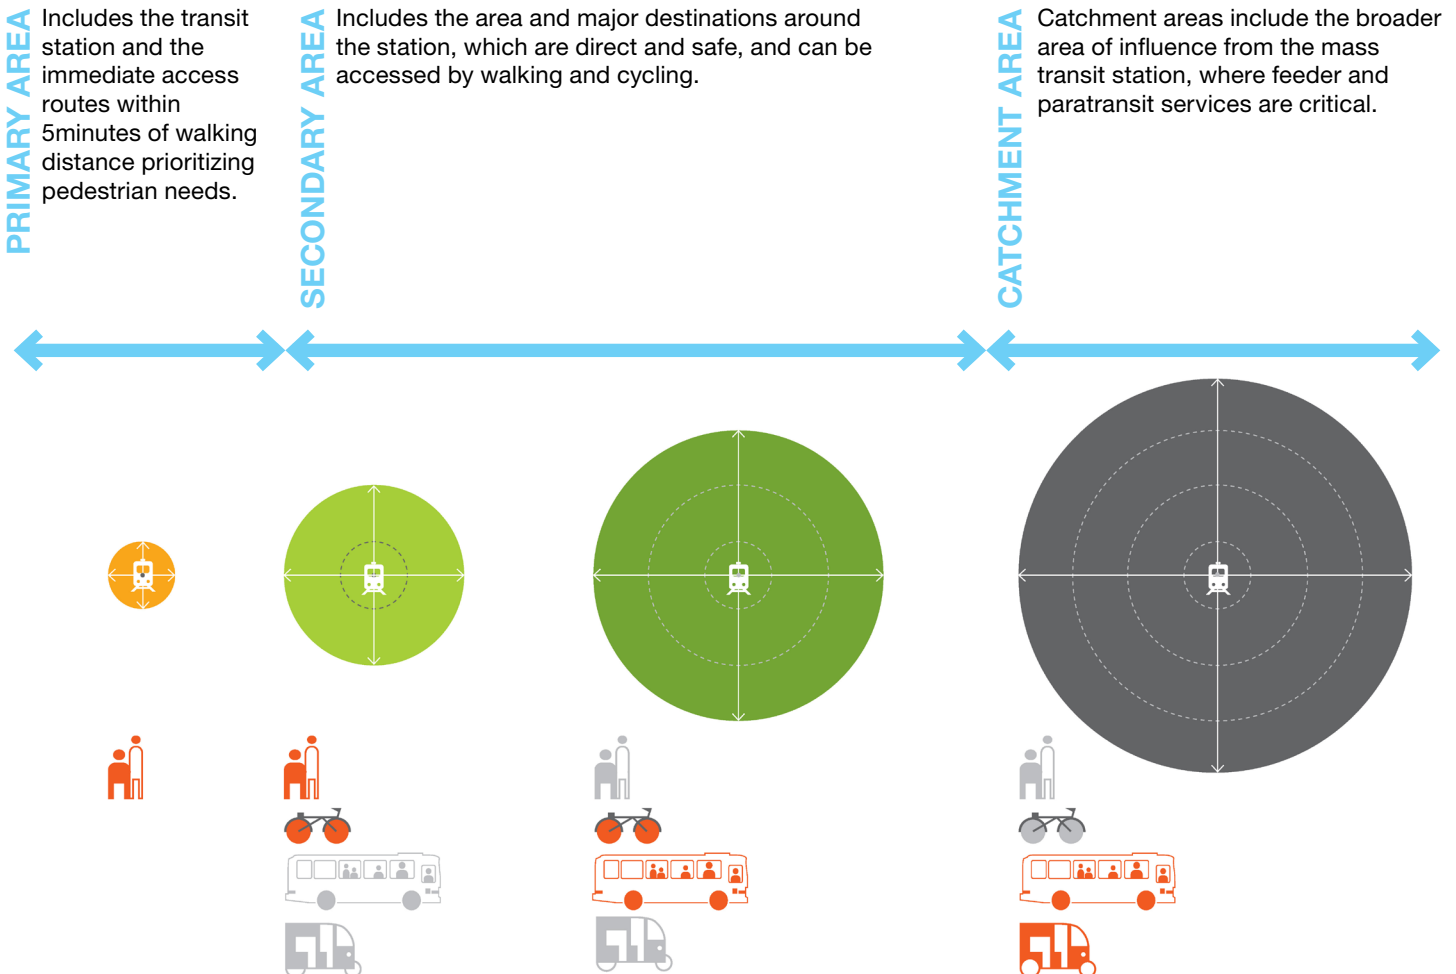 PRIMARY AREA
Includes the transit
station and the
immediate access
routes within
5minutes of walking
distance prioritizing
pedestrian needs.
SECONDARY AREA
Includes the area and major destinations around
the station, which are direct and safe, and can be
accessed by walking and cycling.
CATCHMENT AREA
Catchment areas include the broader
area of influence from the mass
transit station, where feeder and
paratransit services are critical.